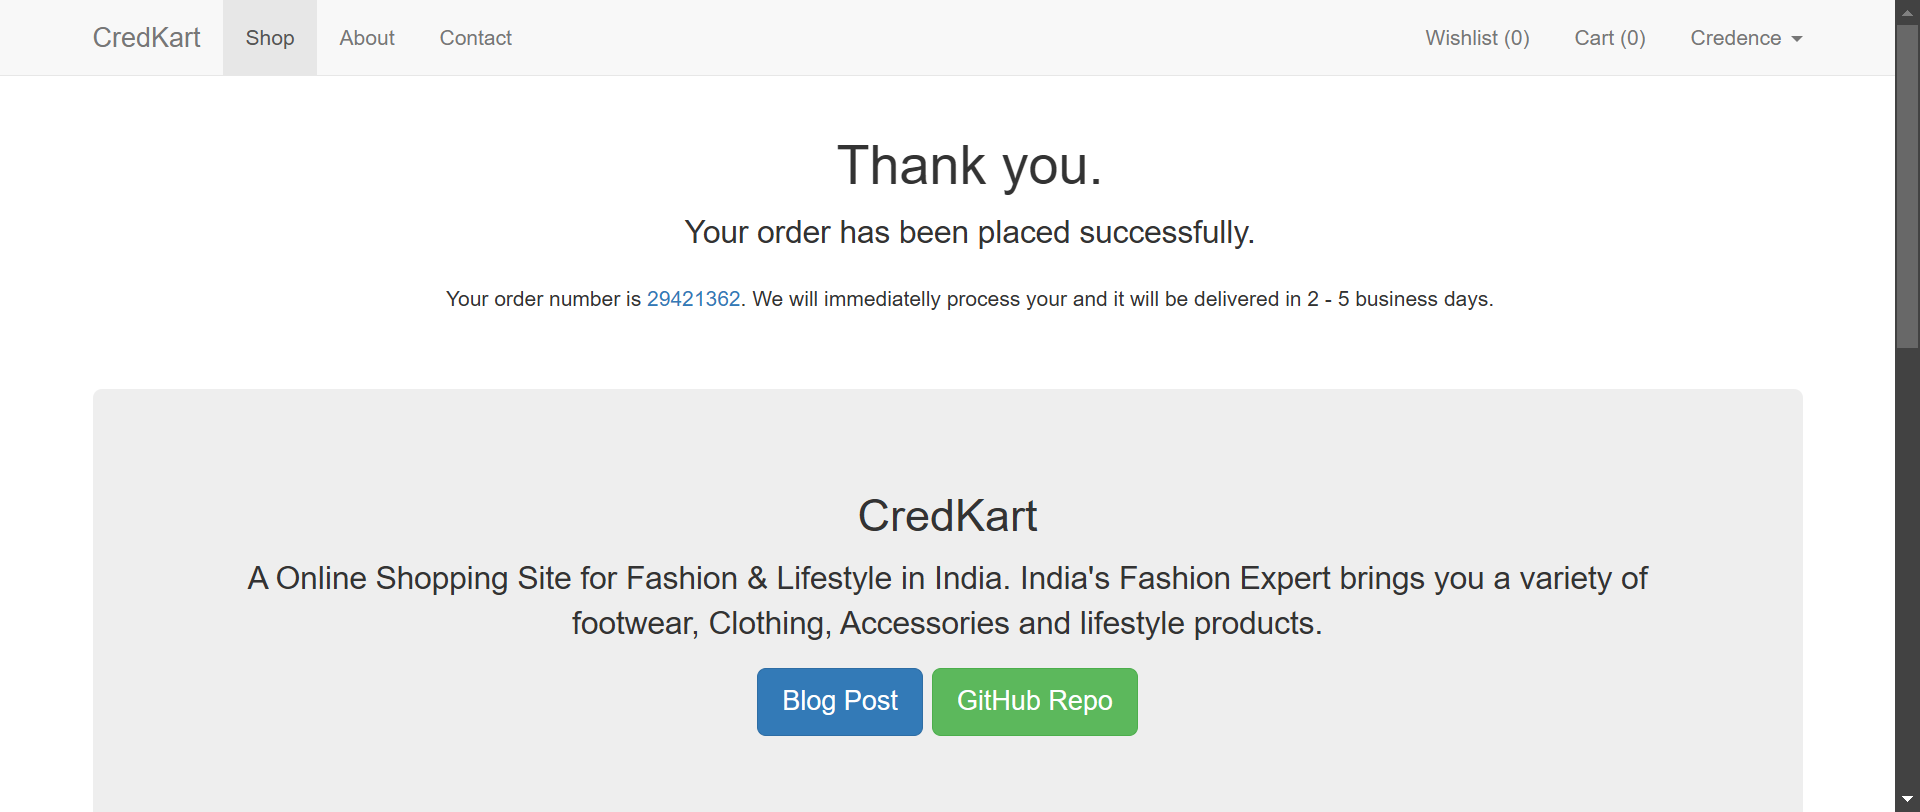 CredKart Shop About Contact Wishlist (0) Cart (0) Credence
Thank you.
Your order has been placed successfully.
Your order number is 29421362. We will immediatelly process your and it will be delivered in 2 - 5 business days.
CredKart
A Online Shopping Site for Fashion & Lifestyle in India. India's Fashion Expert brings you a variety of
footwear, Clothing, Accessories and lifestyle products.
Blog Post GitHub Repo